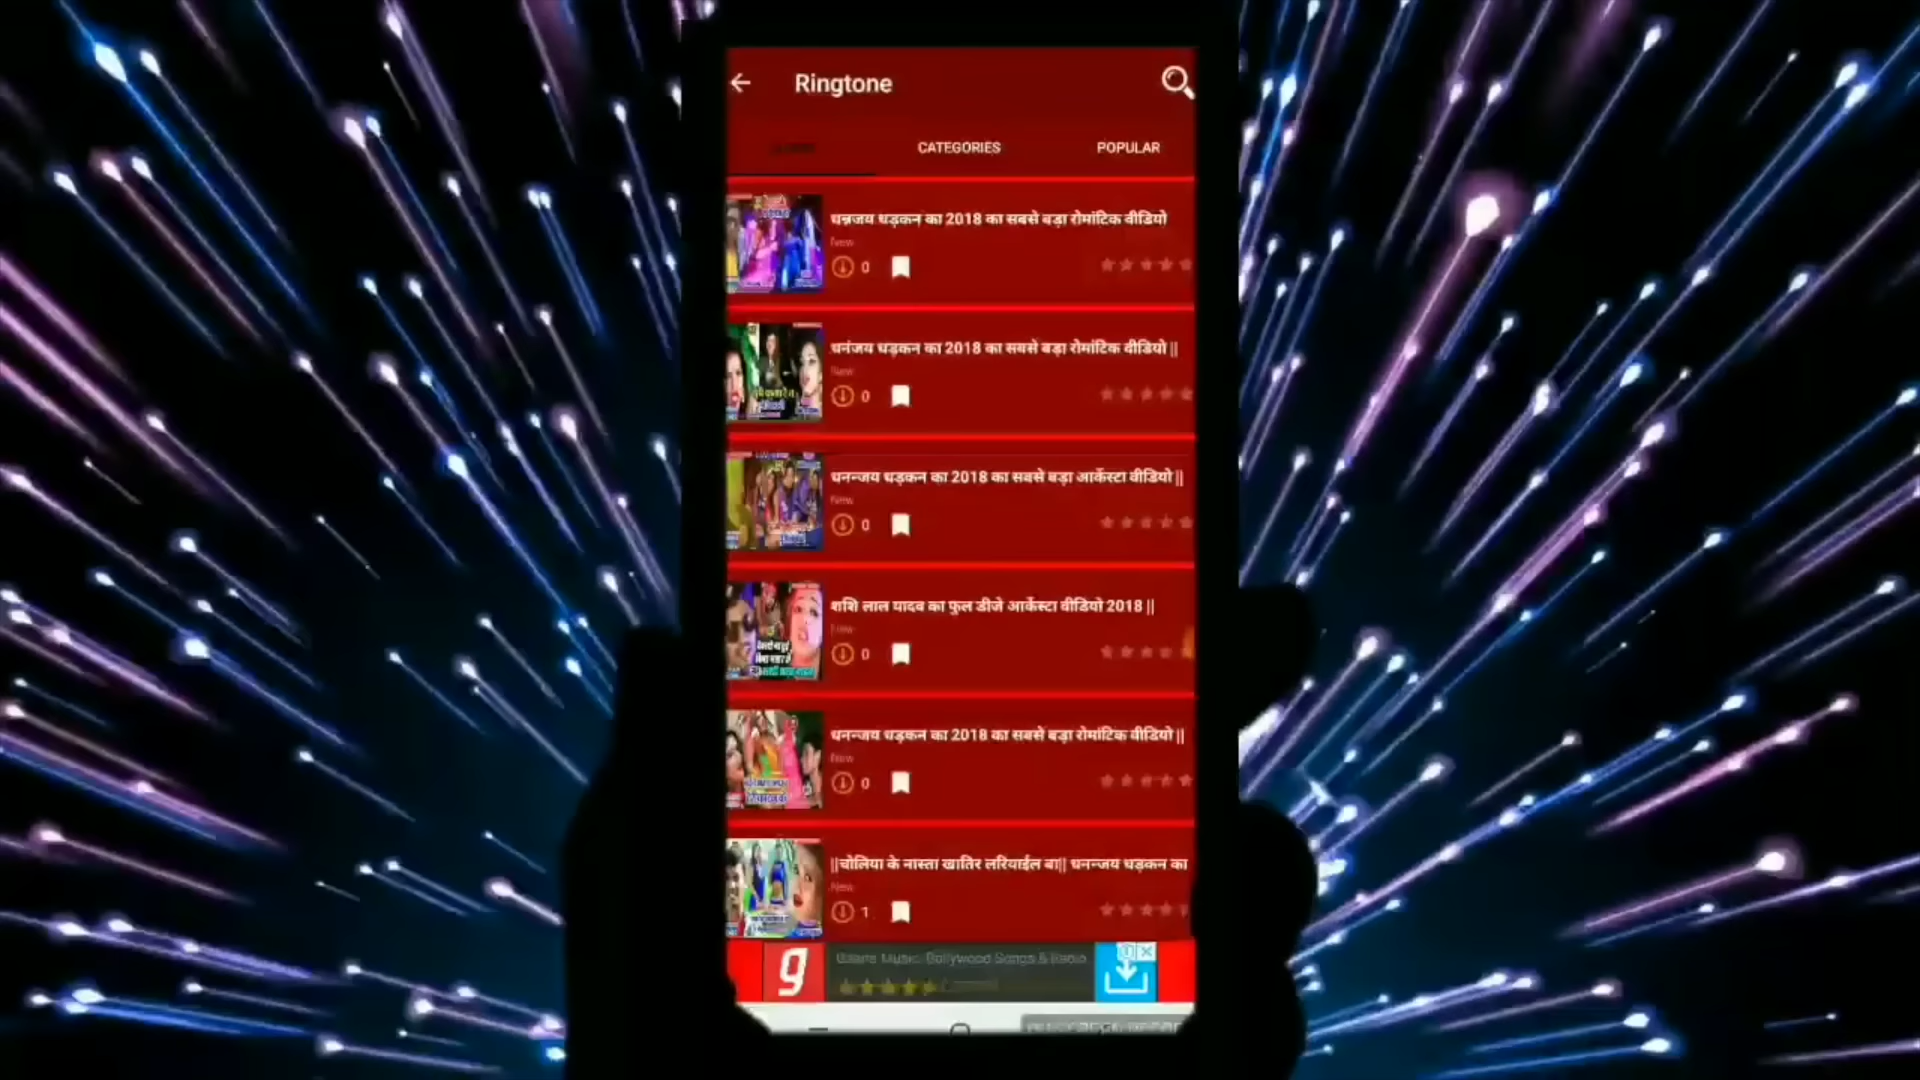 Ringtone
CATEGORIES
POPULAR
धन्नजय धड़कन का 2018 का सबसे बड़ा रोमांटिक वीडियो
New
0
धनंजय धड़कन का 2018 का सबसे बड़ा रोमांटिक वीडियो ||
New
0
धनन्जय धड़कन का 2018 का सबसे बड़ा आर्केस्टा वीडियो ||
New
0
शशि लाल यादव का फुल डीजे आर्केस्टा वीडियो 2018 ||
New
0
धनन्जय धड़कन का 2018 का सबसे बड़ा रोमांटिक वीडियो ||
New
0
||चोलिया के नास्ता खातिर लरियाईल बा|| धनन्जय धड़कन का
New
1
Gaana Music: Bollywood Songs & Radio